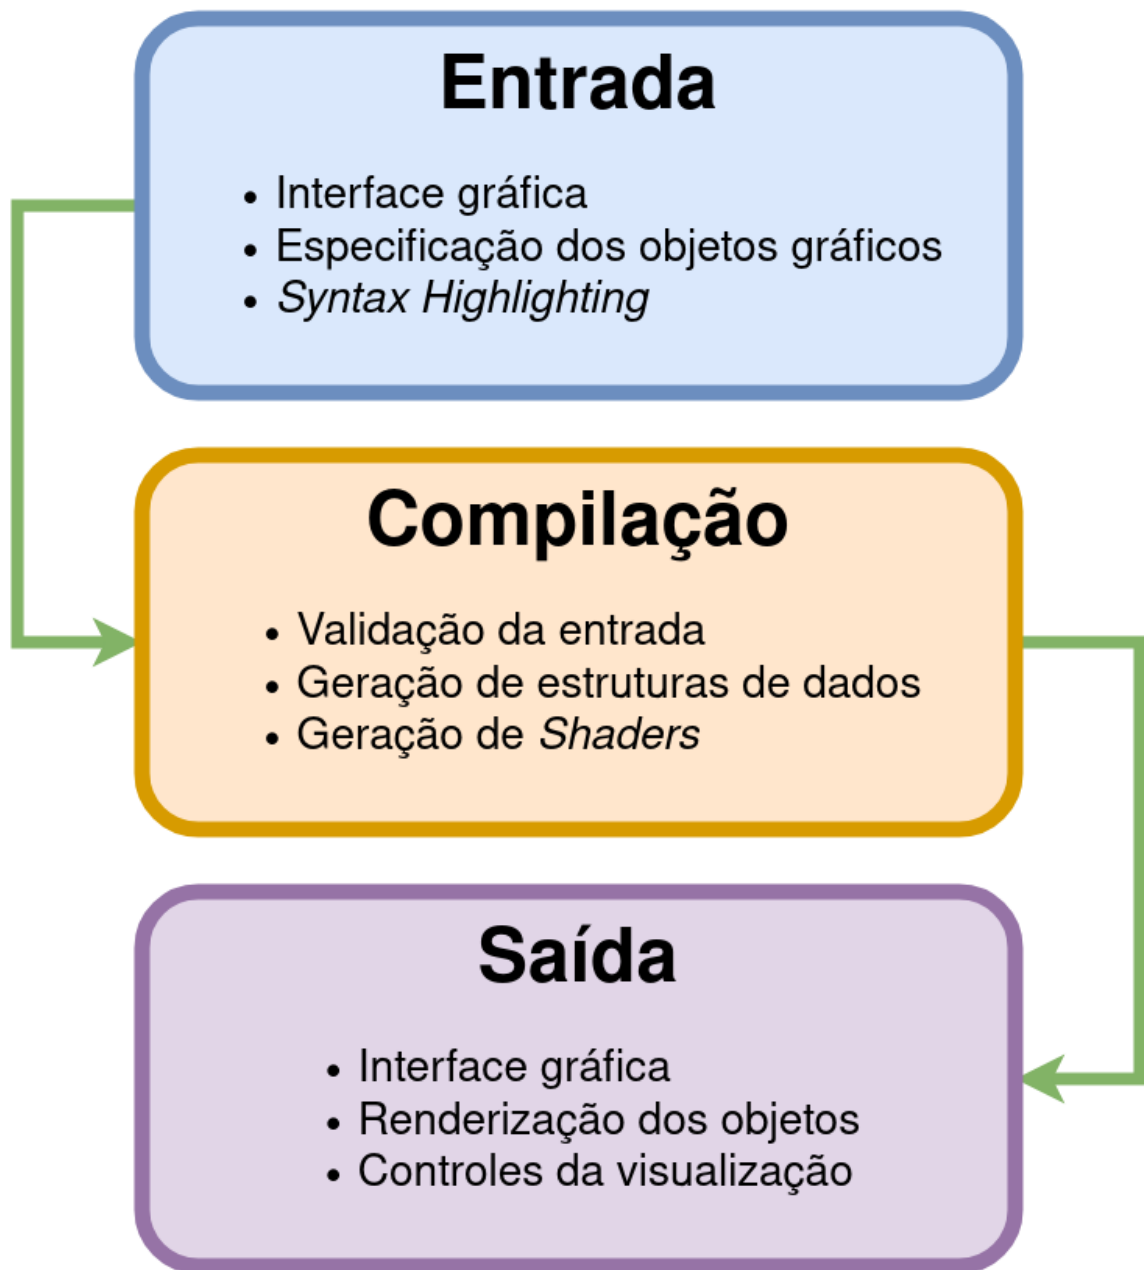 Entrada
• Interface gráfica
• Especificação dos objetos gráficos
• Syntax Highlighting
Compilação
• Validação da entrada
• Geração de estruturas de dados
• Geração de Shaders
Saída
• Interface gráfica
• Renderização dos objetos
• Controles da visualização